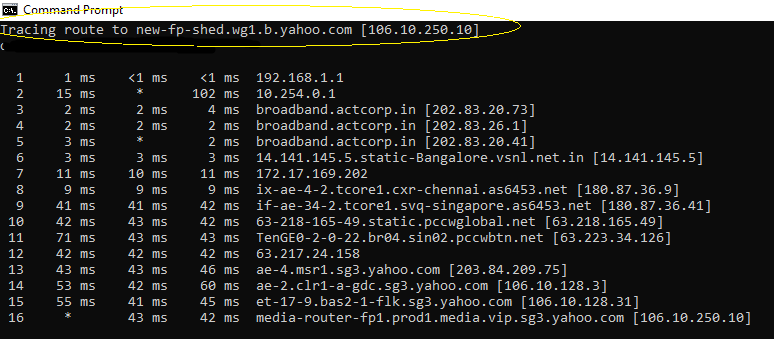 Command Prompt
Tracing route to new-fp-shed.wg1.b.yahoo.com [106.10.250.10]
1 1 ms <1 ms <1 ms 192.168.1.1
2 15 ms * 102 ms 10.254.0.1
3 2 ms 2 ms 4 ms broadband.actcorp.in [202.83.20.73]
4 2 ms 2 ms 2 ms broadband.actcorp.in [202.83.26.1]
5 3 ms * 2 ms broadband.actcorp.in [202.83.20.41]
6 3 ms 3 ms 3 ms 14.141.145.5.static-Bangalore.vsnl.net.in [14.141.145.5]
7 11 ms 10 ms 11 ms 172.17.169.202
8 9 ms 9 ms 9 ms ix-ae-4-2.tcore1.cxr-chennai.as6453.net [180.87.36.9]
9 41 ms 41 ms 42 ms if-ae-34-2.tcore1.svq-singapore.as6453.net [180.87.36.41]
10 42 ms 43 ms 42 ms 63-218-165-49.static.pccwglobal.net [63.218.165.49]
11 71 ms 43 ms 43 ms TenGE0-2-0-22.br04.sin02.pccwbtn.net [63.223.34.126]
12 42 ms 42 ms 42 ms 63.217.24.158
13 43 ms 43 ms 46 ms ae-4.msr1.sg3.yahoo.com [203.84.209.75]
14 53 ms 42 ms 60 ms ae-2.clr1-a-gdc.sg3.yahoo.com [106.10.128.3]
15 55 ms 41 ms 45 ms et-17-9.bas2-1-flk.sg3.yahoo.com [106.10.128.31]
16 * 43 ms 42 ms media-router-fp1.prod1.media.vip.sg3.yahoo.com [106.10.250.10]